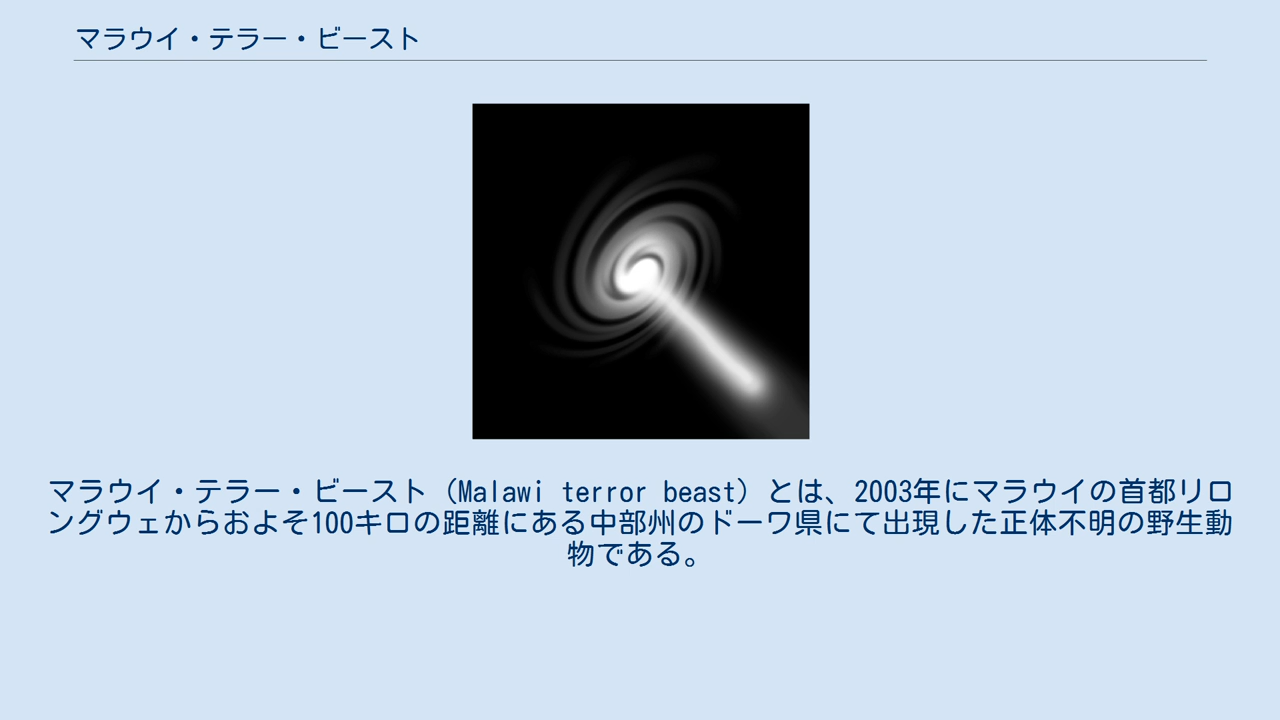 マラウイ・テラー・ビースト
マラウイ・テラー・ビースト（Malawi terror beast）とは、2003年にマラウイの首都リロ
ングウェからおよそ100キロの距離にある中部州のドーワ県にて出現した正体不明の野生動
物である。